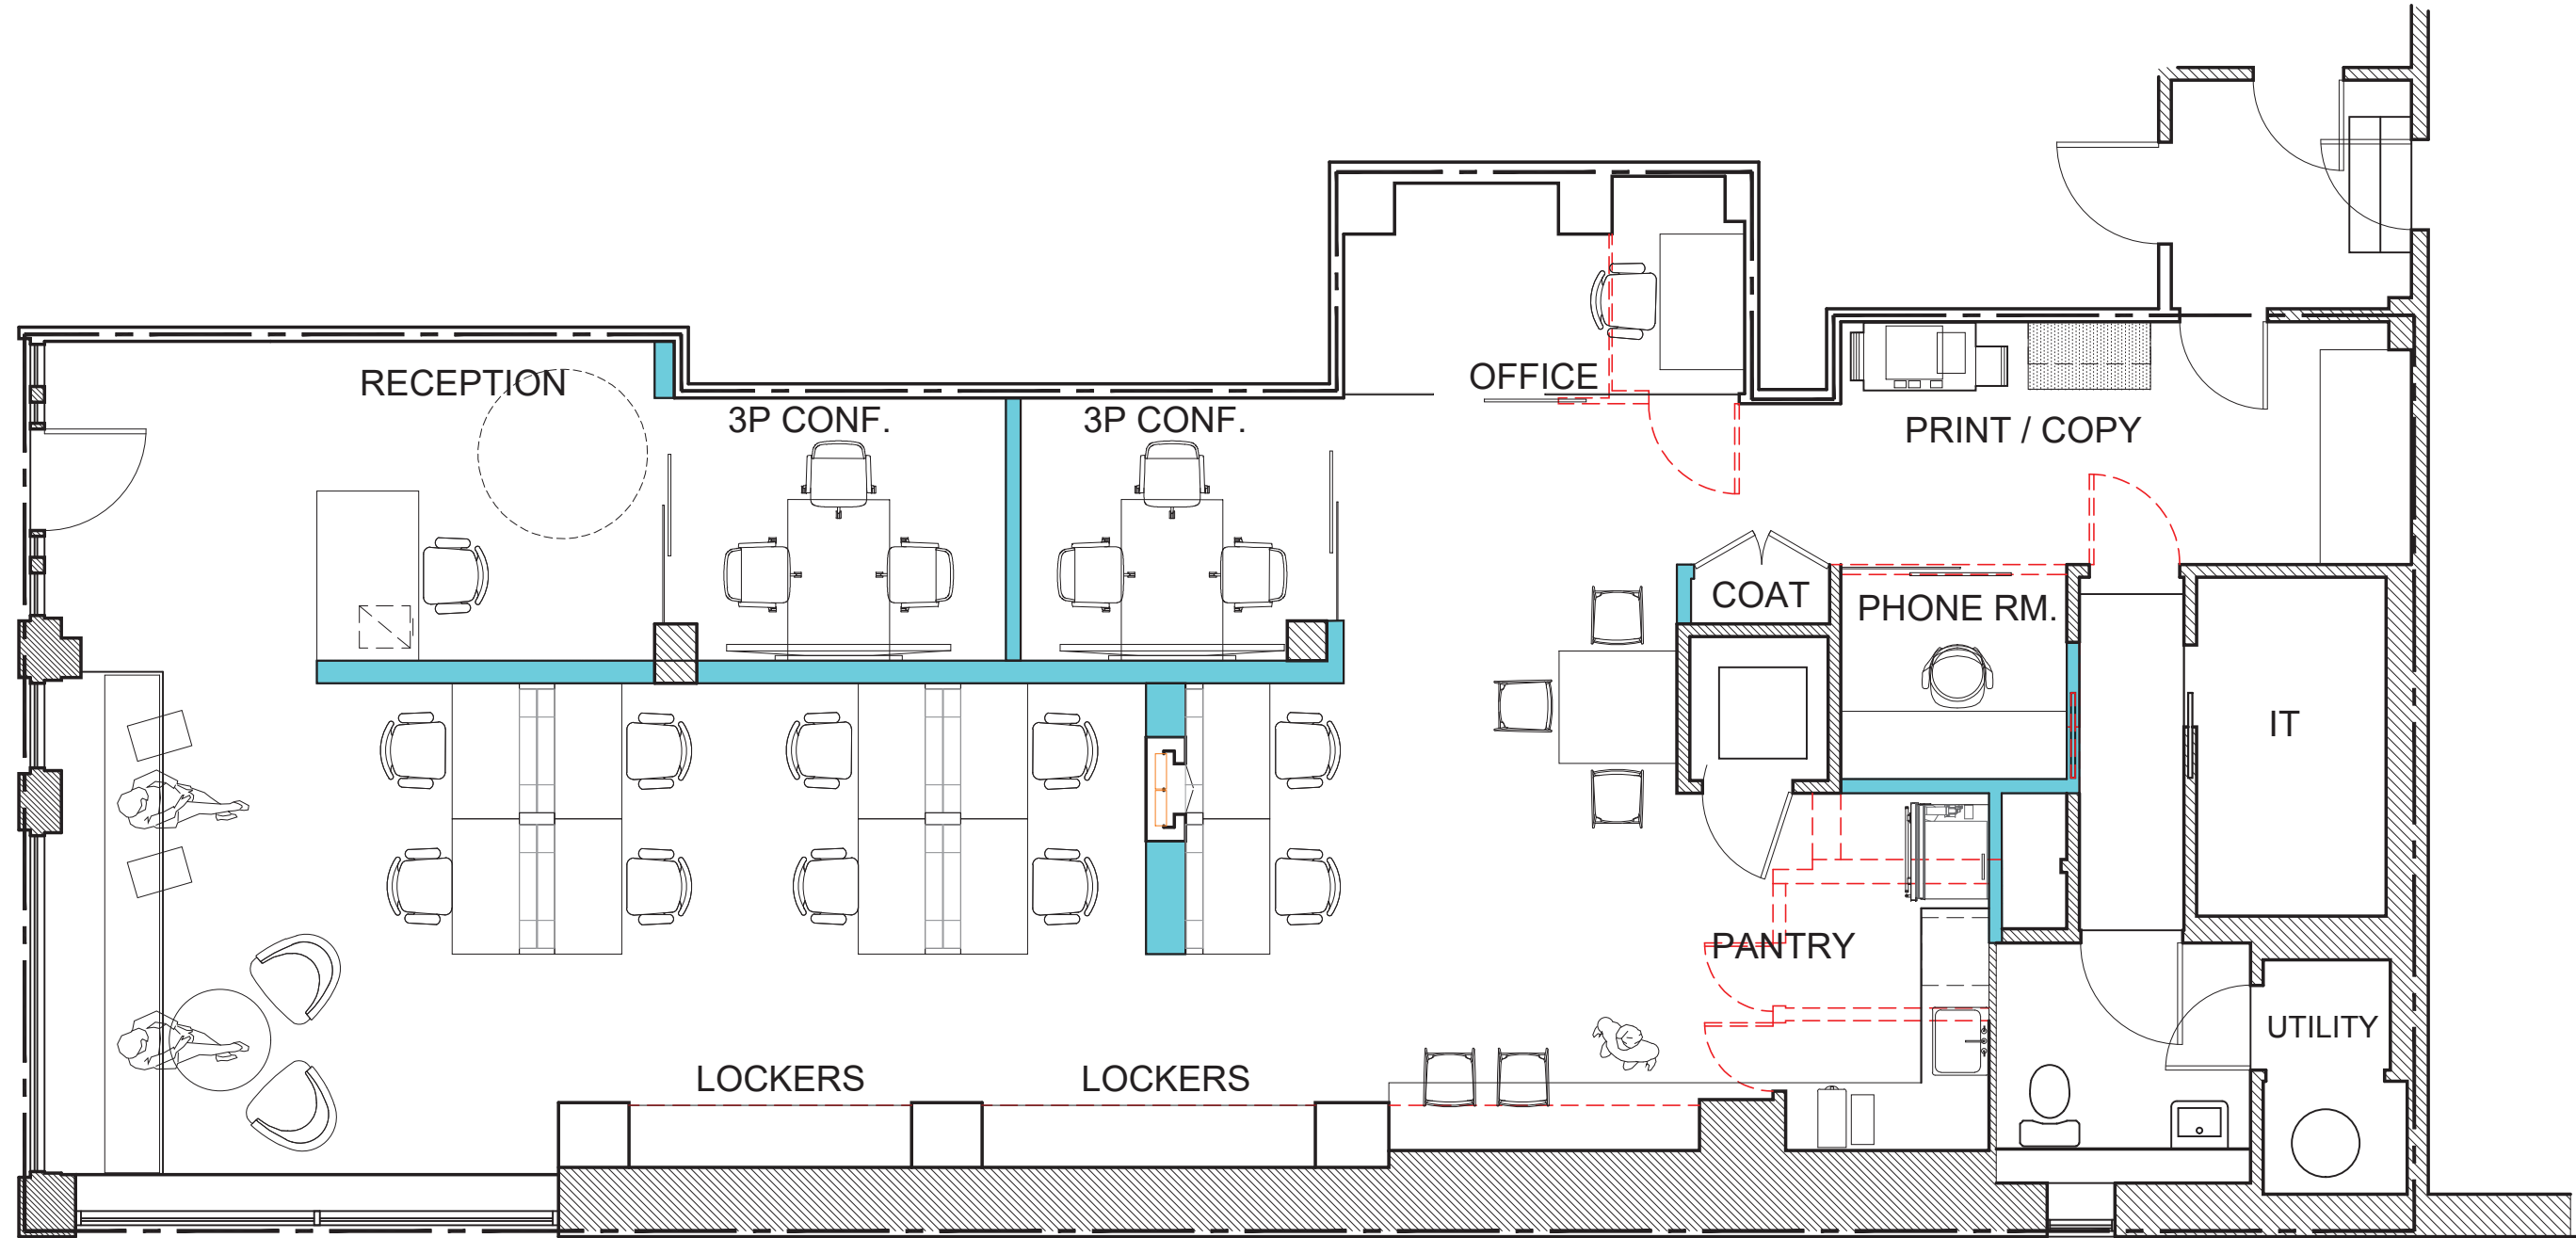 RECEPTION
3P CONF.
3P CONF.
OFFICE
PRINT / COPY
COAT
PHONE RM.
IT
PANTRY
UTILITY
LOCKERS
LOCKERS